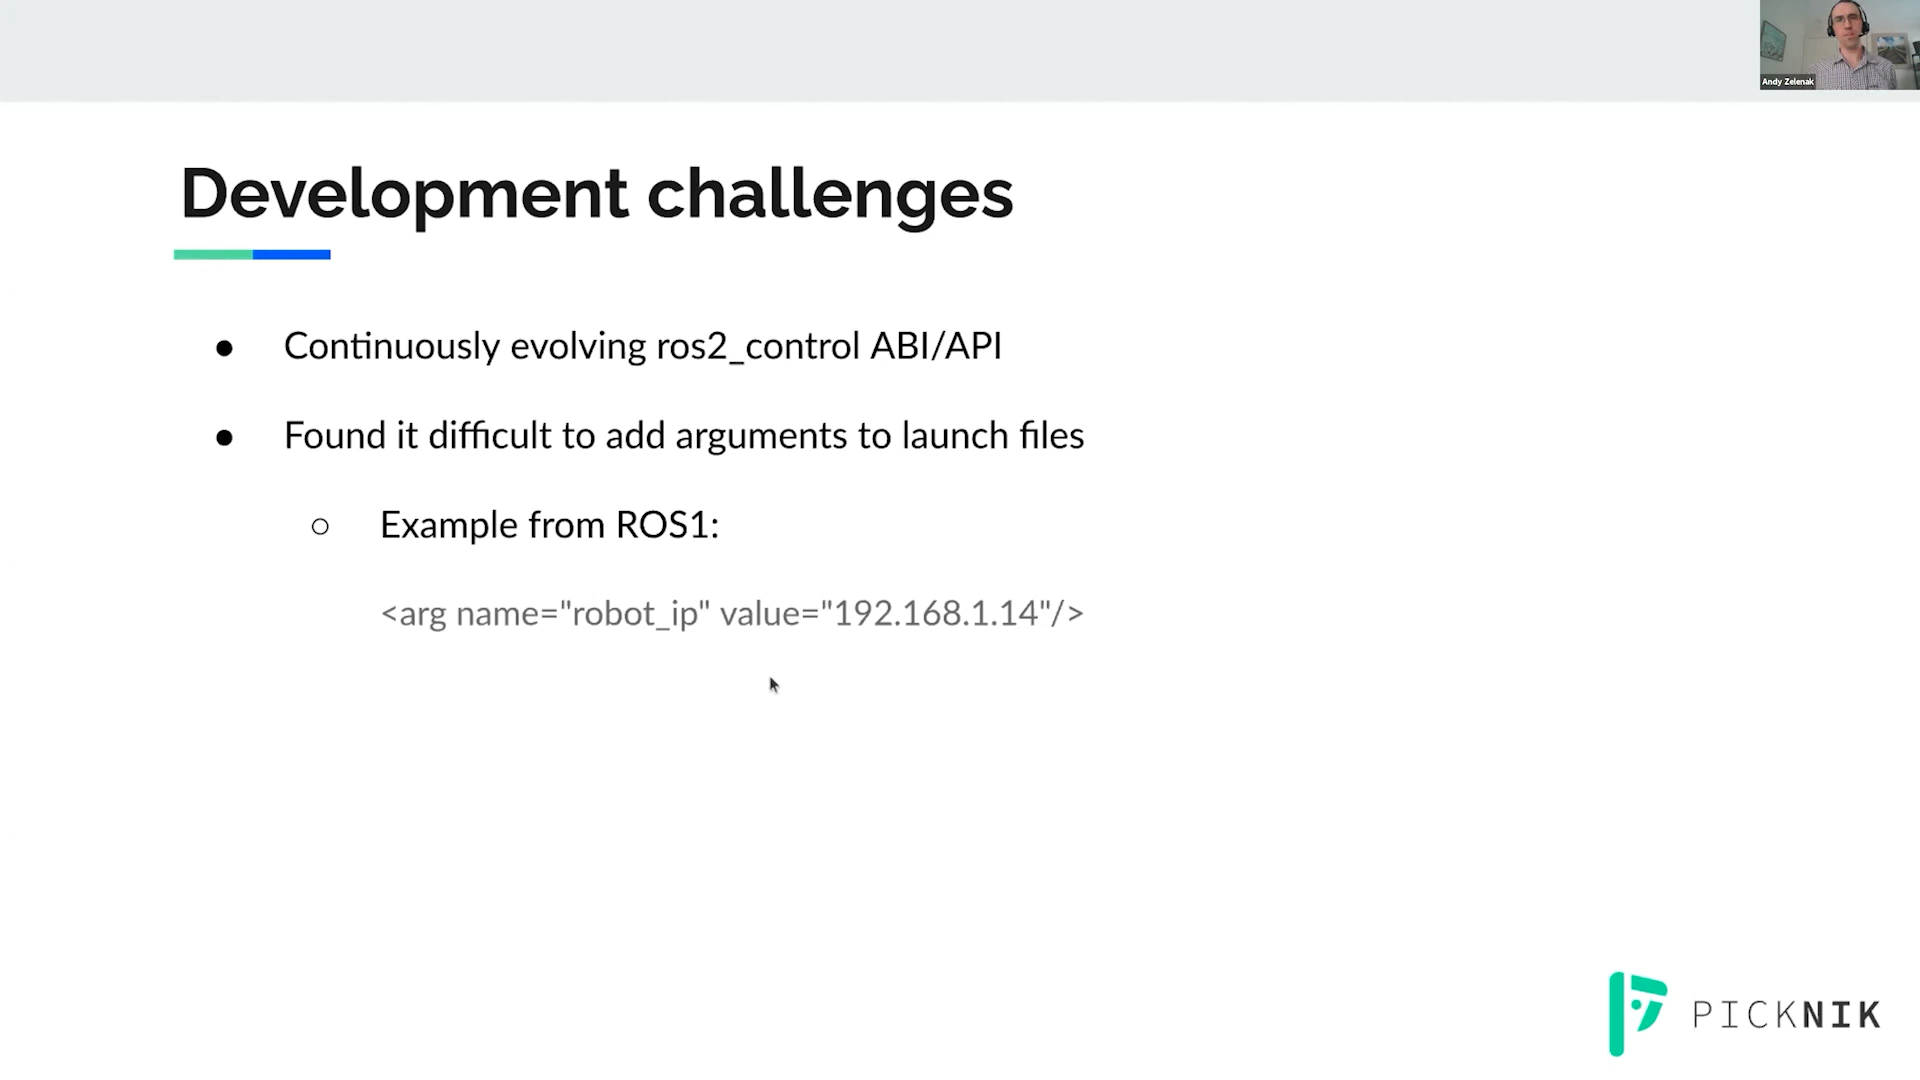 Andy Zelenak
Development challenges
● Continuously evolving ros2_control ABI/API
● Found it difficult to add arguments to launch files
○ Example from ROS1:
<arg name="robot_ip" value="192.168.1.14"/>
PICKNIK